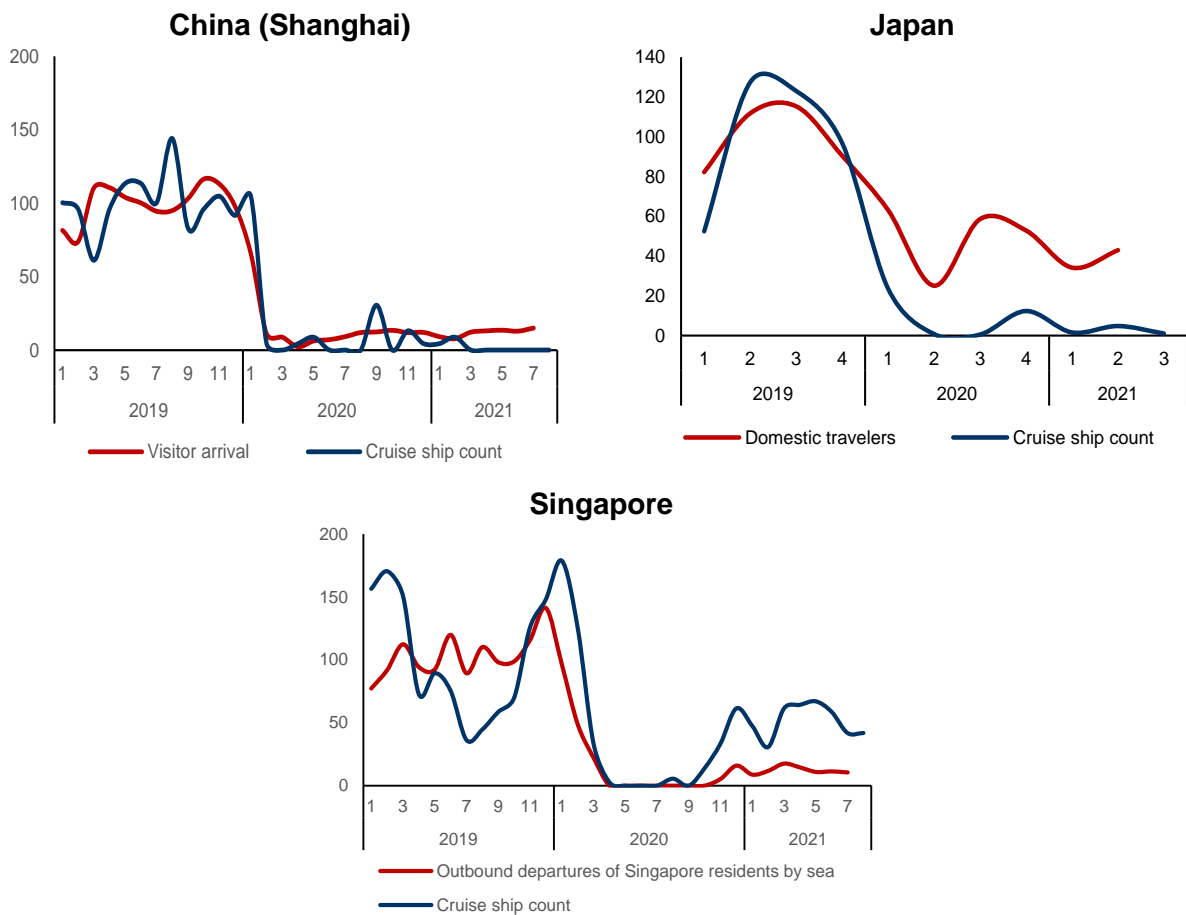 China (Shanghai)
200
150
100
50
0
1 3 5 7 9 11 1 3 5 7 9 11 1 3 5 7
2019 2020 2021
Visitor arrival Cruise ship count
Japan
140
120
100
80
60
40
20
0
1 2 3 4 1 2 3 4 1 2 3
2019 2020 2021
Domestic travelers Cruise ship count
Singapore
200
150
100
50
0
1 3 5 7 9 11 1 3 5 7 9 11 1 3 5 7
2019 2020 2021
Outbound departures of Singapore residents by sea
Cruise ship count